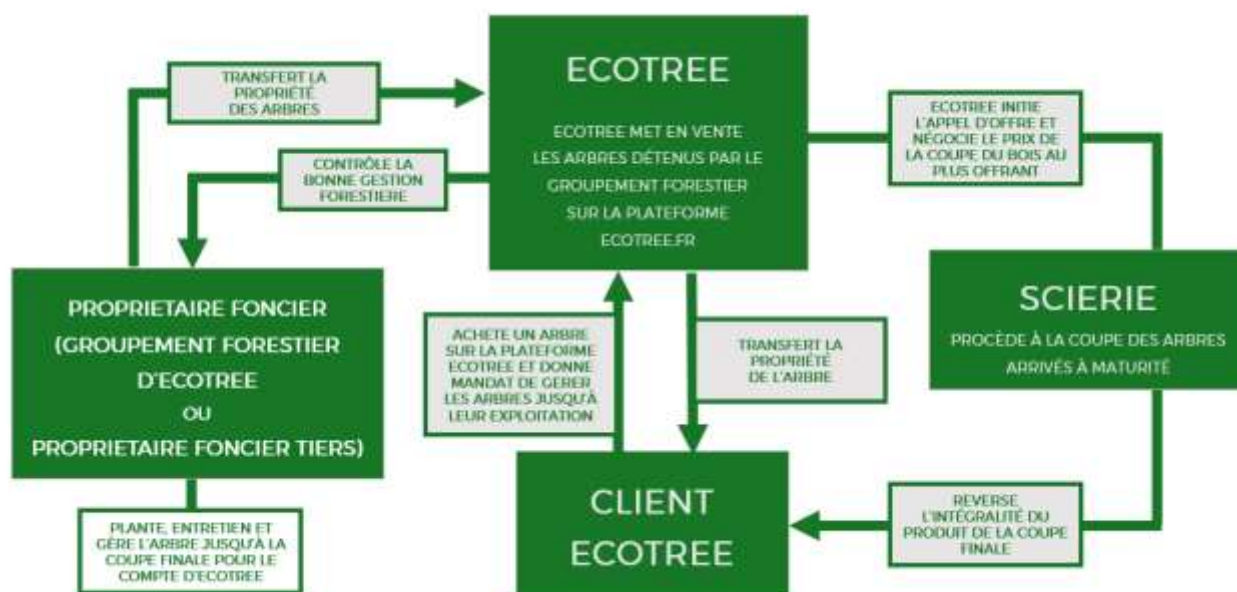 TRANSFERT LA
PROPRIÉTÉ
DES ARBRES
CONTRÔLE LA
BONNE GESTION
FORESTIERE
ECOTREE
ECOTREE MET EN VENTE
LES ARBRES DÉTENUS PAR LE
GROUPEMENT FORESTIER
SUR LA PLATEFORME
ECOTREE.FR
ECOTREE INITIE
L'APPEL D'OFFRE ET
NÉGOCIE LE PRIX DE
LA COUPE DU BOIS AU
PLUS OFFRANT
PROPRIETAIRE FONCIER
(GROUPEMENT FORESTIER
D'ECOTREE
OU
PROPRIETAIRE FONCIER TIERS)
ACHETE UN ARBRE
SUR LA PLATEFORME
ECOTREE ET DONNE
MANDAT DE GERER
LES ARBRES JUSQU'À
LEUR EXPLOITATION
TRANSFERT LA
PROPRIÉTÉ
DE L'ARBRE
SCIERIE
PROCÈDE À LA COUPE DES ARBRES
ARRIVÉS À MATURITÉ
PLANTE, ENTRETIEN ET
GÈRE L'ARBRE JUSQU'À LA
COUPE FINALE POUR LE
COMPTE D'ECOTREE
CLIENT
ECOTREE
REVERSE
L'INTÉGRALITÉ DU
PRODUIT DE LA COUPE
FINALE